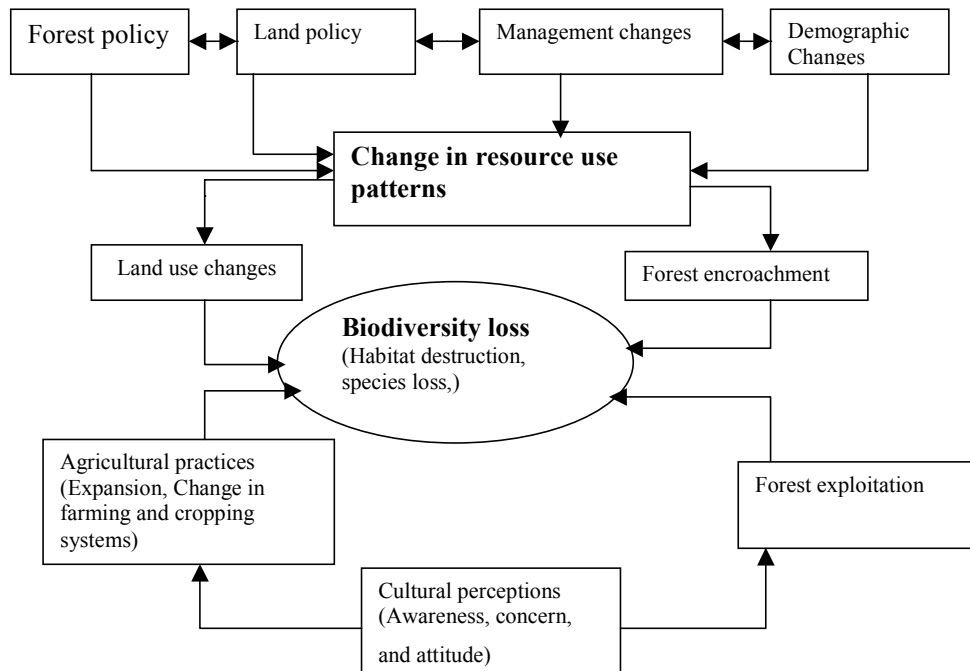 Forest policy
Land policy
Management changes
Demographic
Changes
Change in resource use
patterns
Land use changes
Forest encroachment
Biodiversity loss
(Habitat destruction,
species loss,)
Agricultural practices
(Expansion, Change in
farming and cropping
systems)
Forest exploitation
Cultural perceptions
(Awareness, concern,
and attitude)